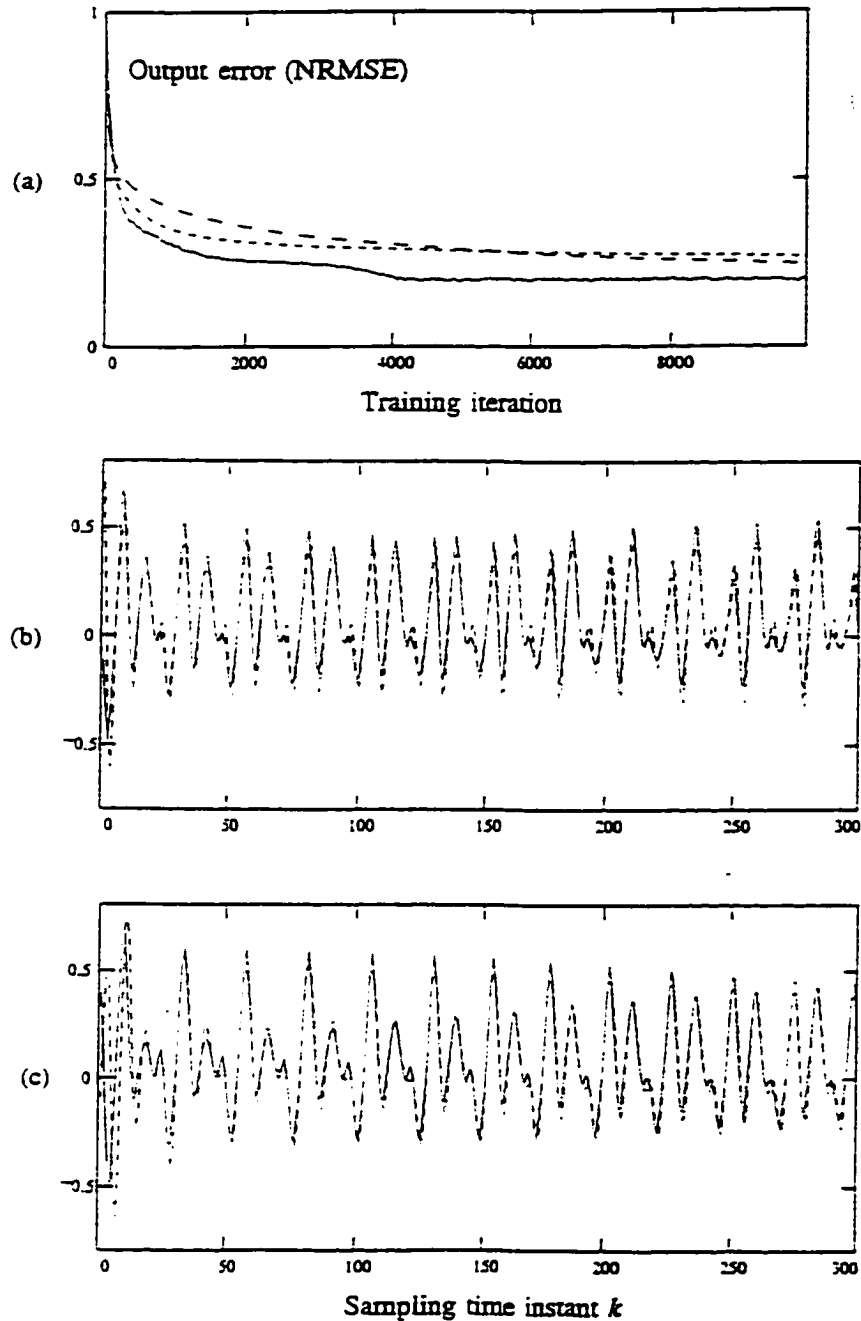 1
Output error (NRMSE)
(a)
0.5
0
0 2000 4000 6000 8000
Training iteration
0.5
(b)
0
-0.5
0 50 100 150 200 250 300
0.5
(c)
0
-0.5
0 50 100 150 200 250 300
Sampling time instant k